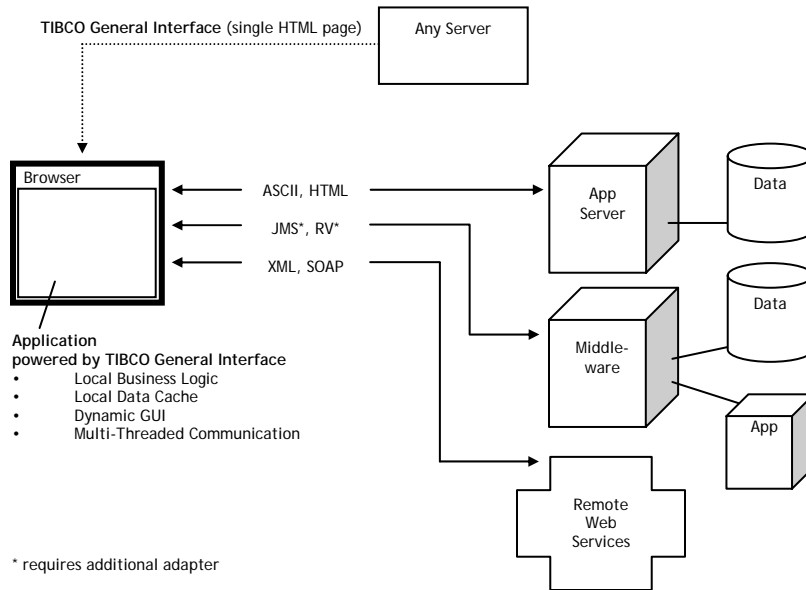 TIBCO General Interface (single HTML page)
Any Server
Browser
ASCII, HTML
App
Server
Data
JMS*, RV*
XML, SOAP
Data
Application
powered by TIBCO General Interface
• Local Business Logic
• Local Data Cache
• Dynamic GUI
• Multi-Threaded Communication
Middle-
ware
App
Remote
Web
Services
* requires additional adapter